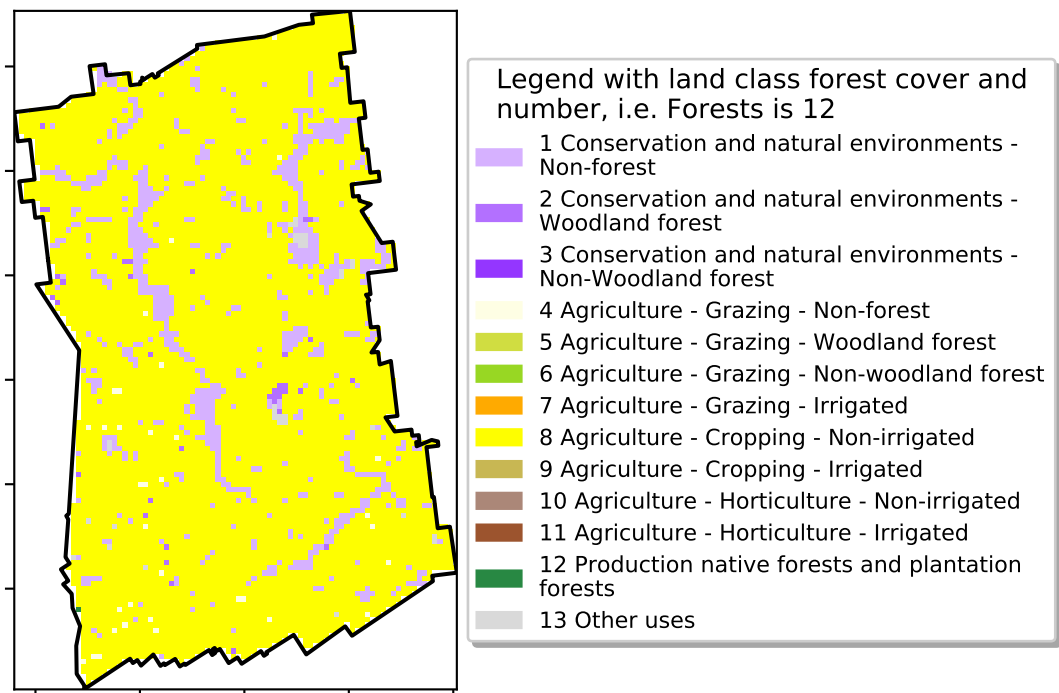 Legend with land class forest cover and
number, i.e. Forests is 12
1 Conservation and natural environments -
Non-forest
2 Conservation and natural environments -
Woodland forest
3 Conservation and natural environments -
Non-Woodland forest
4 Agriculture - Grazing - Non-forest
5 Agriculture - Grazing - Woodland forest
6 Agriculture - Grazing - Non-woodland forest
7 Agriculture - Grazing - Irrigated
8 Agriculture - Cropping - Non-irrigated
9 Agriculture - Cropping - Irrigated
10 Agriculture - Horticulture - Non-irrigated
11 Agriculture - Horticulture - Irrigated
12 Production native forests and plantation
forests
13 Other uses